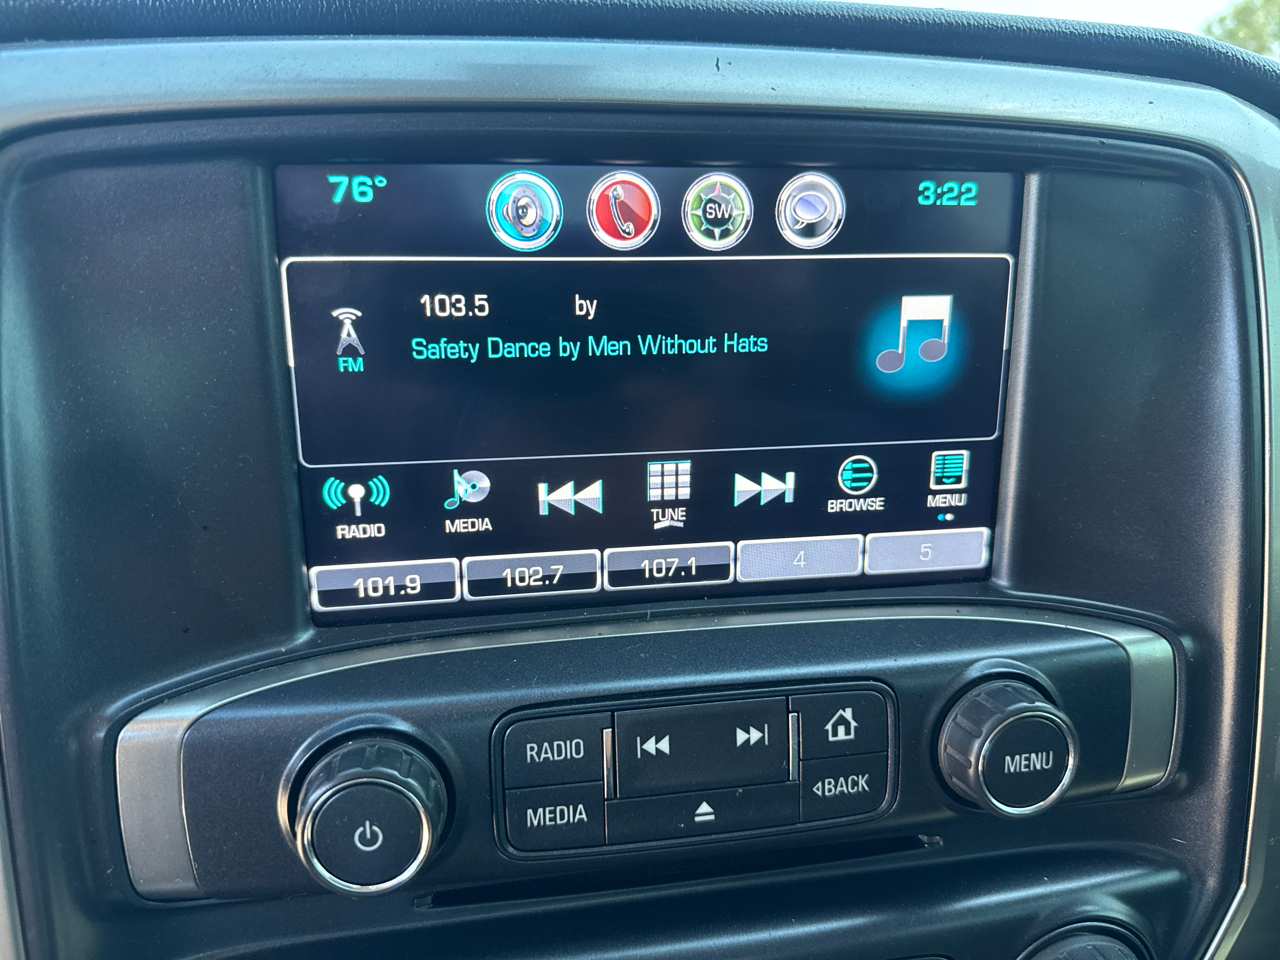 76° SW 3:22
103.5 by
FM Safety Dance by Men Without Hats
RADIO MEDIA TUNE BROWSE MENU
101.9 102.7 107.1 4 5
RADIO
MEDIA
BACK
MENU